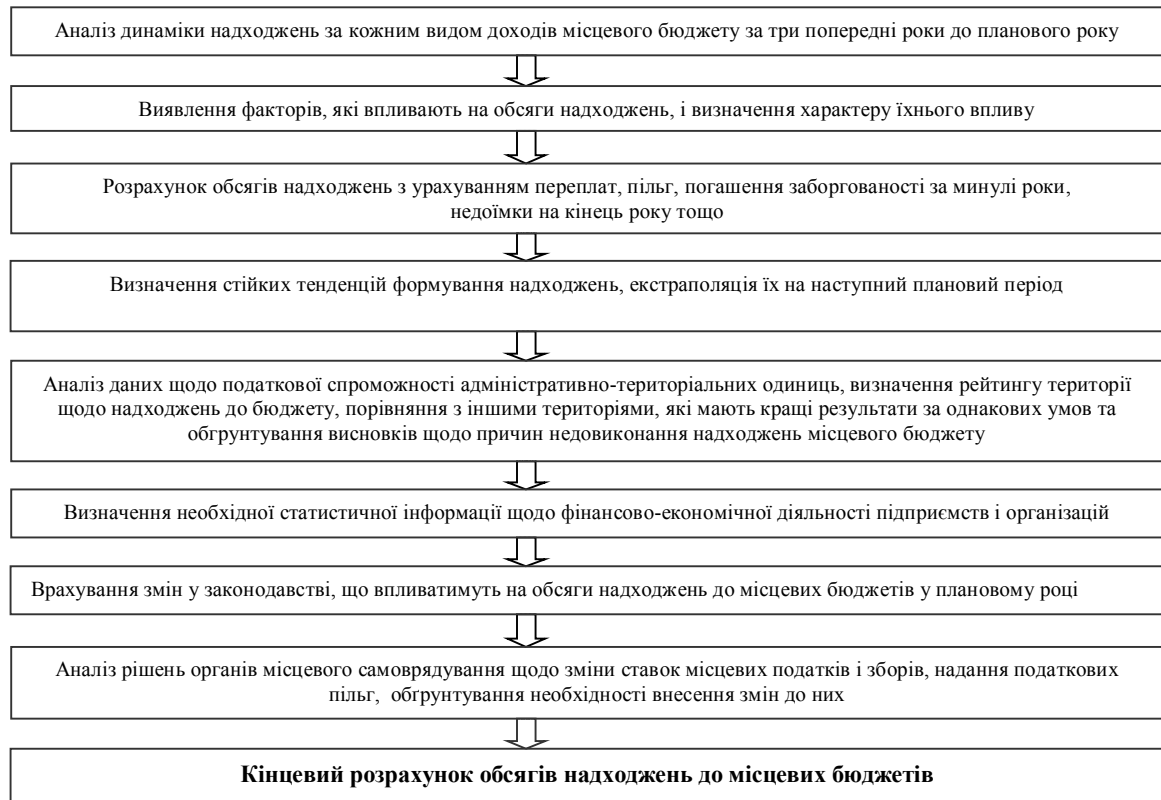 Аналіз динаміки надходжень за кожним видом доходів місцевого бюджету за три попередні роки до планового року
Виявлення факторів, які впливають на обсяги надходжень, і визначення характеру їхнього впливу
Розрахунок обсягів надходжень з урахуванням переплат, пільг, погашення заборгованості за минулі роки,
недоїмки на кінець року тощо
Визначення стійких тенденцій формування надходжень, екстраполяція їх на наступний плановий період
Аналіз даних щодо податкової спроможності адміністративно-територіальних одиниць, визначення рейтингу території
щодо надходжень до бюджету, порівняння з іншими територіями, які мають кращі результати за однакових умов та
обгрунтування висновків щодо причин недовиконання надходжень місцевого бюджету
Визначення необхідної статистичної інформації щодо фінансово-економічної діяльності підприємств і організацій
Врахування змін у законодавстві, що впливатимуть на обсяги надходжень до місцевих бюджетів у плановому році
Аналіз рішень органів місцевого самоврядування щодо зміни ставок місцевих податків і зборів, надання податкових
пільг, обґрунтування необхідності внесення змін до них
Кінцевий розрахунок обсягів надходжень до місцевих бюджетів